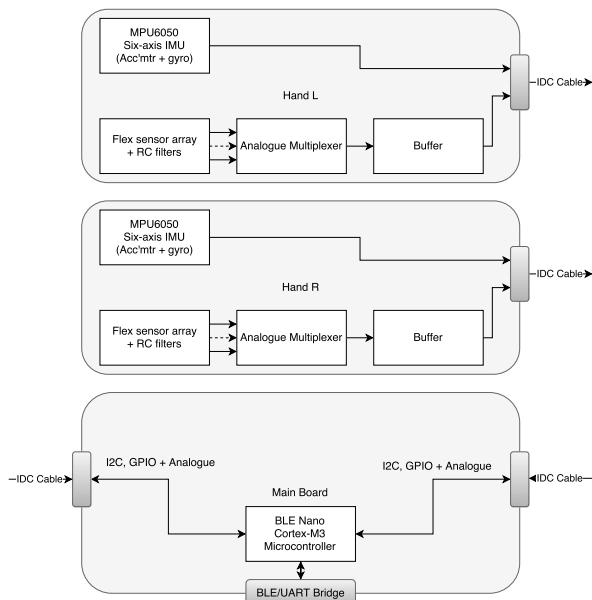 MPU6050
Six-axis IMU
(Acc'mtr + gyro)
IDC Cable
Hand L
Flex sensor array
+ RC filters
Analogue Multiplexer
Buffer
MPU6050
Six-axis IMU
(Acc'mtr + gyro)
IDC Cable
Hand R
Flex sensor array
+ RC filters
Analogue Multiplexer
Buffer
I2C, GPIO + Analogue
I2C, GPIO + Analogue
IDC Cable
IDC Cable
Main Board
BLE Nano
Cortex-M3
Microcontroller
BLE/UART Bridge